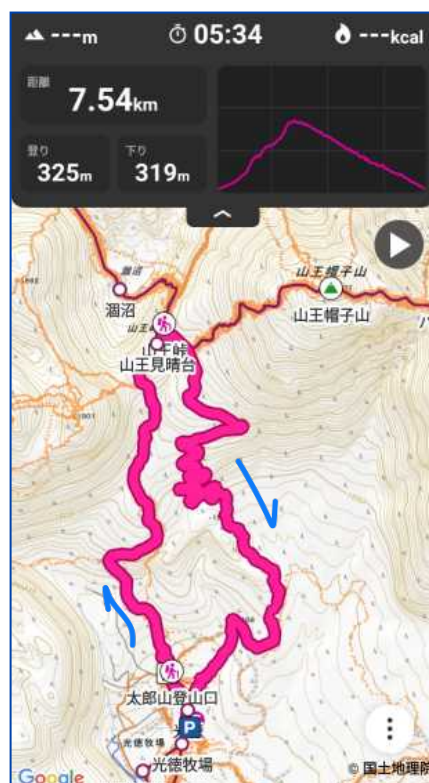 ---m
05:34
---kcal
距離
7.54km
登り
325m
下り
319m
涸沼
涸沼
山王帽子山
山王帽子山
山王峠
山王見晴台
太郎山登山口
P
光徳牧場
光徳牧場
Google
© 国土地理院